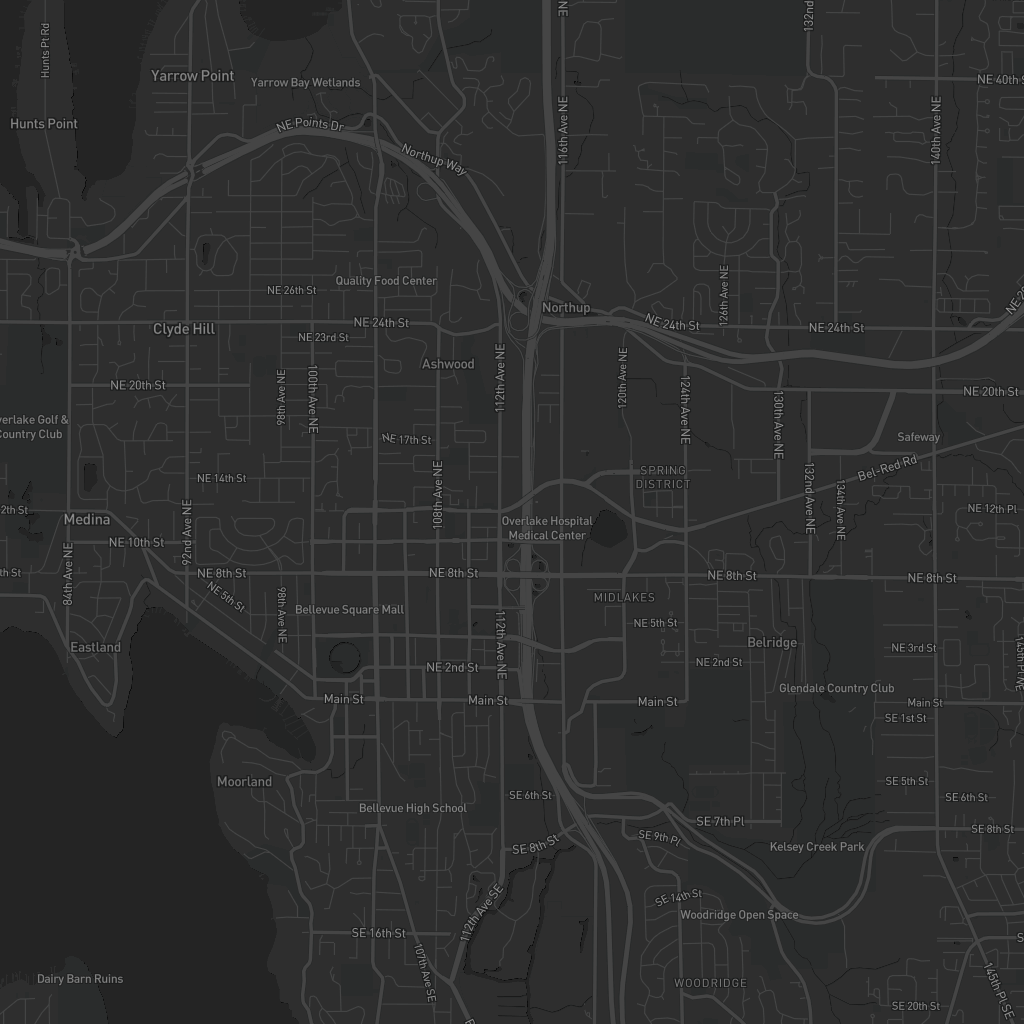 Hunts Pt Rd
NE
132nd
Yarrow Point
Yarrow Bay Wetlands
NE 40th S
Hunts Point
NE Points Dr
116th Ave NE
140th Ave NE
Northup Way
Quality Food Center
NE 26th St
126th Ave NE
NE 20
Northup
Clyde Hill
NE 24th St
NE 24th St
NE 24th St
NE 23rd St
Ashwood
112th Ave NE
120th Ave NE
NE 20th St
98th Ave NE
100th Ave NE
124th Ave NE
130th Ave NE
NE 20th St
verlake Golf &
Country Club
NE 17th St
Safeway
NE 14th St
108th Ave NE
SPRING
DISTRICT
Bel-Red Rd
132nd Ave NE
134th Ave NE
2th St
Medina
92nd Ave NE
Overlake Hospital
Medical Center
NE 12th Pl
NE 10th St
th St
84th Ave NE
NE 8th St
NE 8th St
NE 8th St
NE 8th St
NE 5th St
98th Ave NE
Bellevue Square Mall
MIDLAKES
112th Ave NE
NE 5th St
Eastland
Belridge
NE 3rd St
145th Pl NE
NE 2nd St
NE 2nd St
Glendale Country Club
Main St
Main St
Main St
Main St
SE 1st St
Moorland
SE 5th St
SE 6th St
SE 6th St
Bellevue High School
SE 7th Pl
SE 8th St
SE 8th St
SE 9th Pl
Kelsey Creek Park
SE 14th St
112th Ave SE
Woodridge Open Space
SE 16th St
S
107th Ave SE
Dairy Barn Ruins
WOODRIDGE
145th Pl SE
SE 20th St